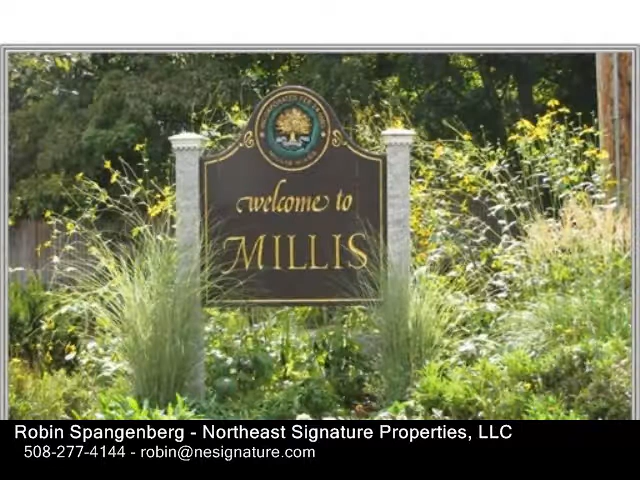 welcome to
MILLIS
Robin Spangenberg - Northeast Signature Properties, LLC
508-277-4144 - robin@nesignature.com